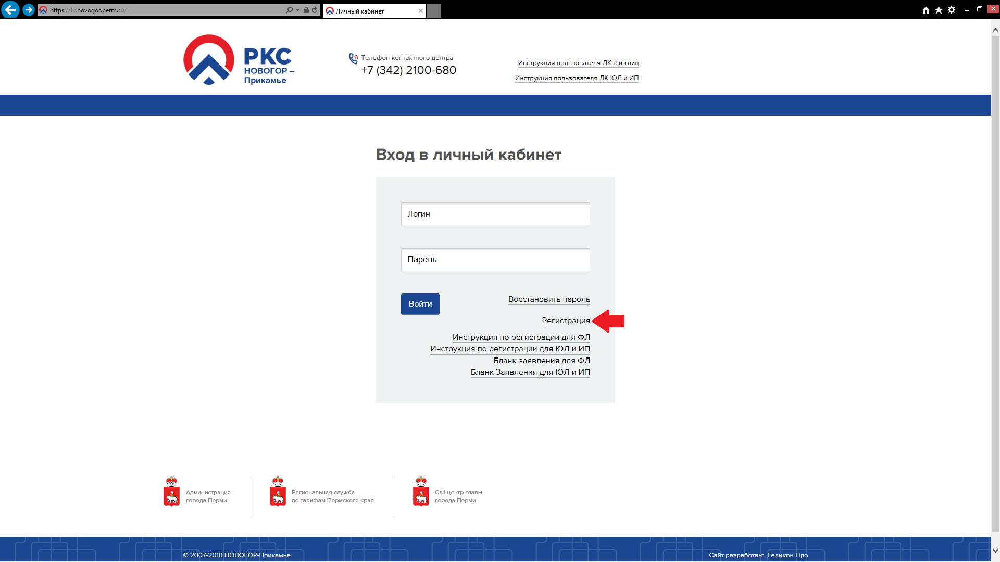 https://lk.novogor.perm.ru/
Личный кабинет
РКС
НОВОГОР –
Прикамье
Телефон контактного центра
+7 (342) 2100-680
Инструкция пользователя ЛК физ.лиц
Инструкция пользователя ЛК ЮЛ и ИП
Вход в личный кабинет
Логин
Пароль
Войти
Восстановить пароль
Регистрация
Инструкция по регистрации для ФЛ
Инструкция по регистрации для ЮЛ и ИП
Бланк заявления для ФЛ
Бланк Заявления для ЮЛ и ИП
Администрация
города Перми
Региональная служба
по тарифам Пермского края
Call-центр главы
города Перми
© 2007-2018 НОВОГОР-Прикамье
Сайт разработан: Геликон Про